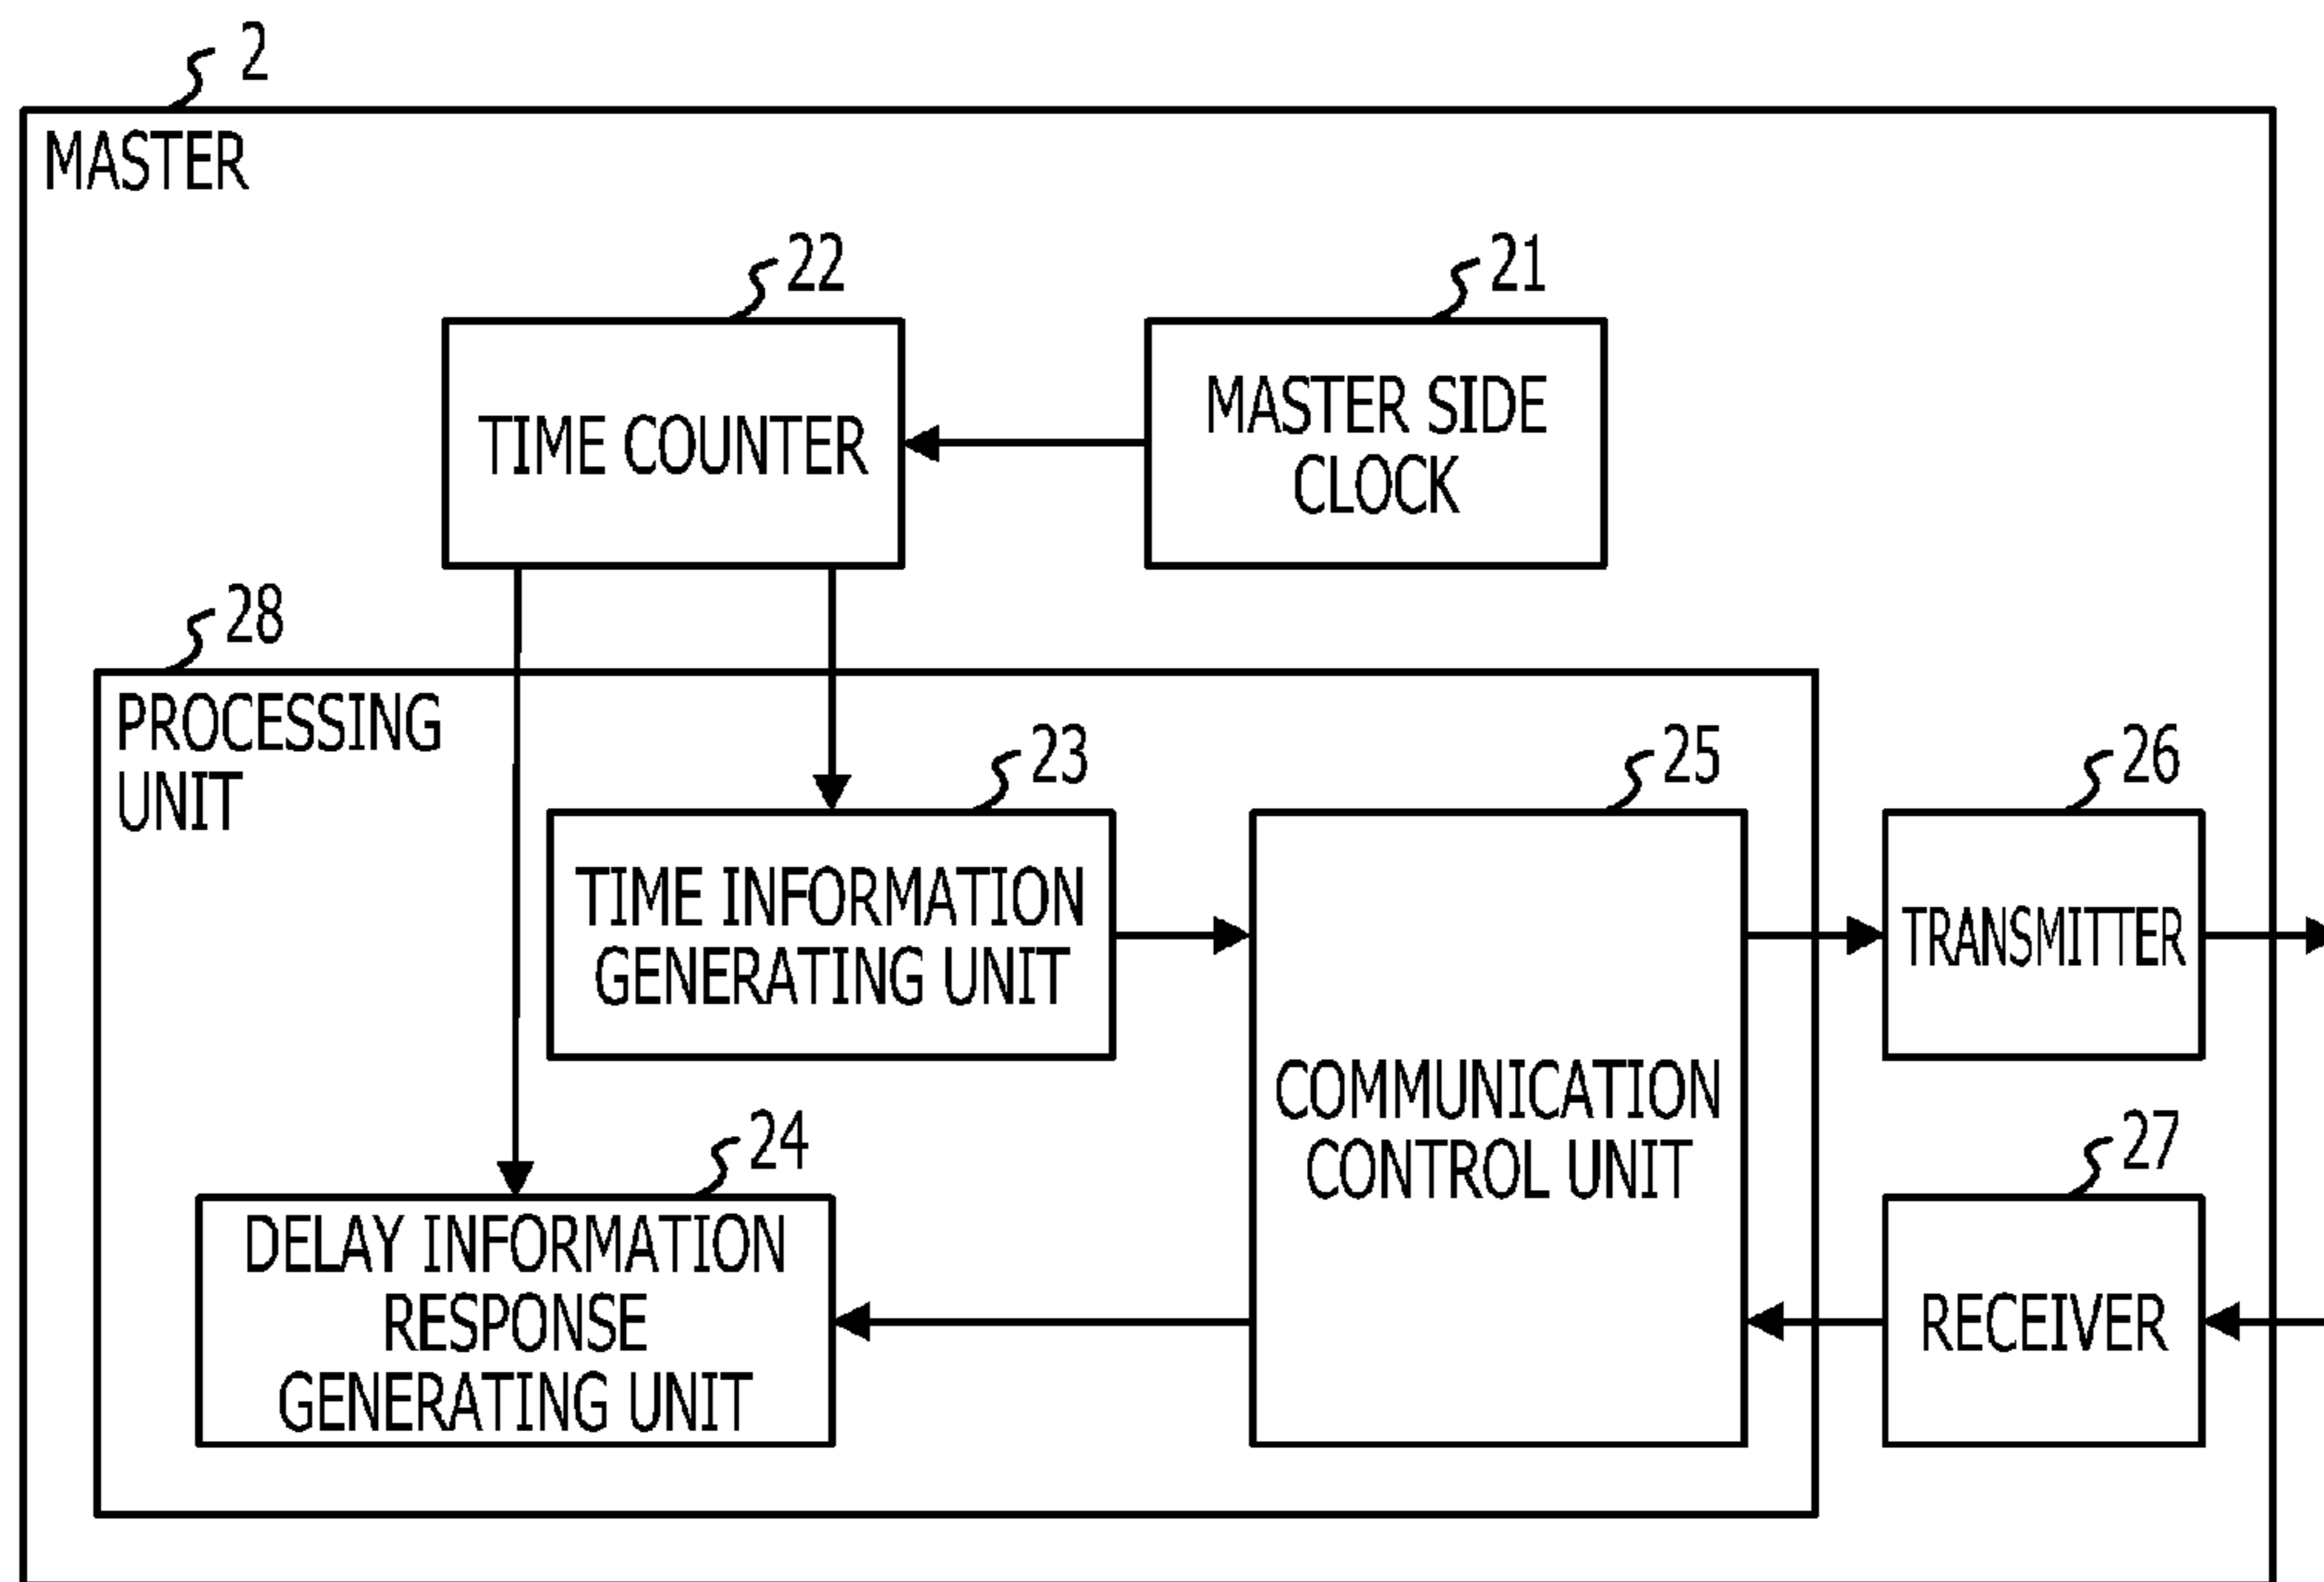 2
MASTER
22
21
TIME COUNTER
MASTER SIDE
CLOCK
28
PROCESSING
UNIT
23
25
26
TIME INFORMATION
GENERATING UNIT
TRANSMITTER
COMMUNICATION
CONTROL UNIT
24
27
DELAY INFORMATION
RESPONSE
GENERATING UNIT
RECEIVER